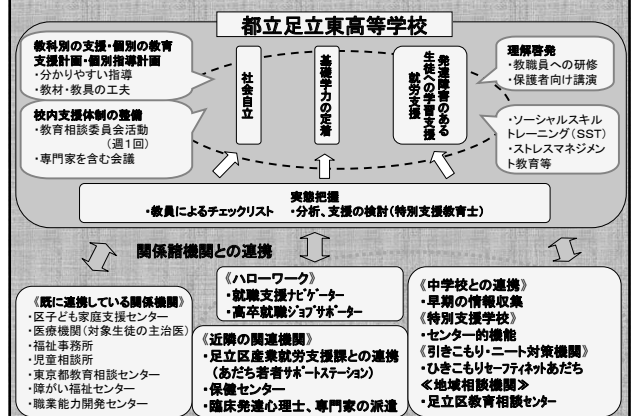 都立足立東高等学校
教科別の支援・個別の教育
支援計画・個別指導計画
・分かりやすい指導
・教材・教具の工夫
校内支援体制の整備
・教育相談委員会活動
(週1回)
・専門家を含む会議
社会自立
基礎学力の定着
発達障害のある
生徒への学習支援
就労支援
理解啓発
・教職員への研修
・保護者向け講演
・ソーシャルスキル
トレーニング(SST)
・ストレスマネジメン
ト教育等
実態把握
・教員によるチェックリスト ・分析、支援の検討(特別支援教育士)
関係諸機関との連携
《既に連携している関係機関》
・区子ども家庭支援センター
・医療機関(対象生徒の主治医)
・福祉事務所
・児童相談所
・東京都教育相談センター
・障がい福祉センター
・職業能力開発センター
《ハローワーク》
・就職支援ナビゲーター
・高卒就職ジョブサポーター
《近隣の関連機関》
・足立区産業就労支援課との連携
(あだち若者サポートステーション)
・保健センター
・臨床発達心理士、専門家の派遣
《中学校との連携》
・早期の情報収集
《特別支援学校》
・センター的機能
《引きこもり・ニート対策機関》
・ひきこもりセーフティネットあだち
≪地域相談機関≫
・足立区教育相談センター